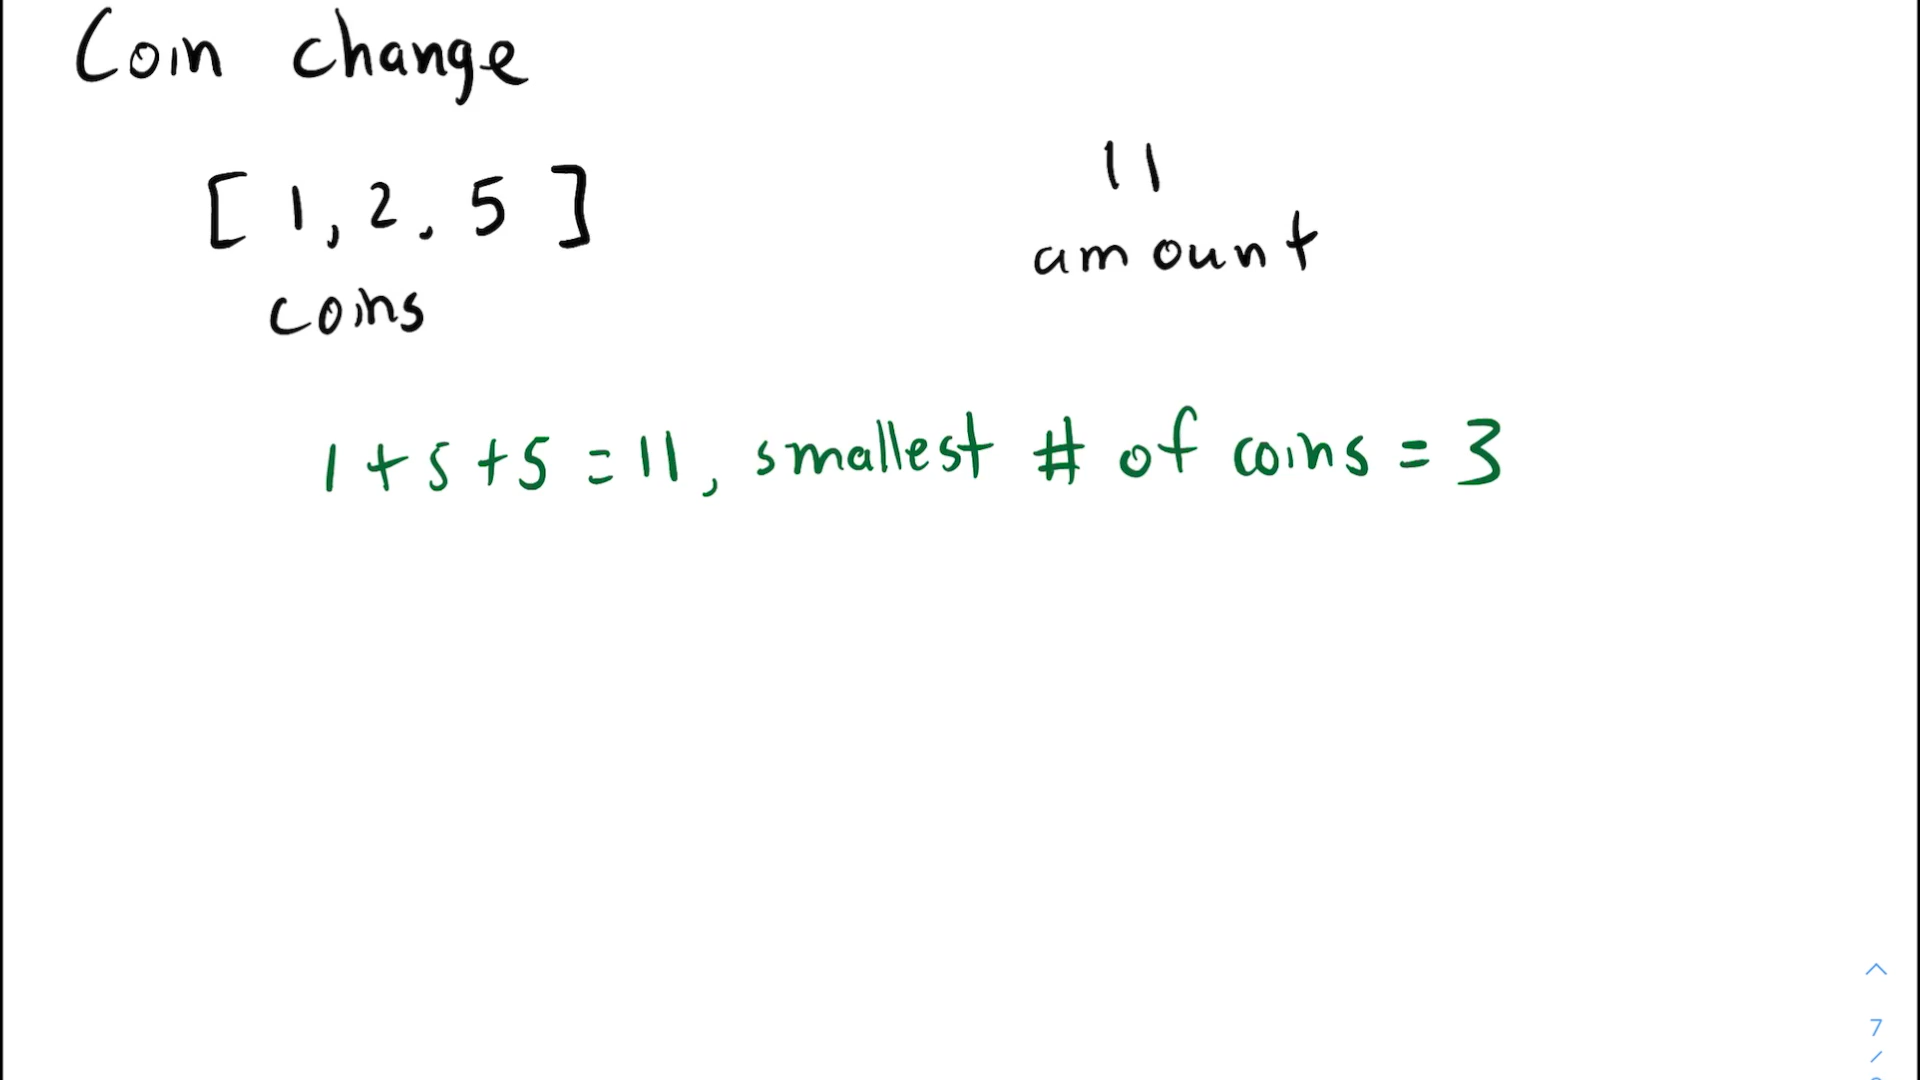 Coin change
[ 1, 2, 5 ]
coins
11
amount
1+5+5=11, smallest # of coins = 3
7
/